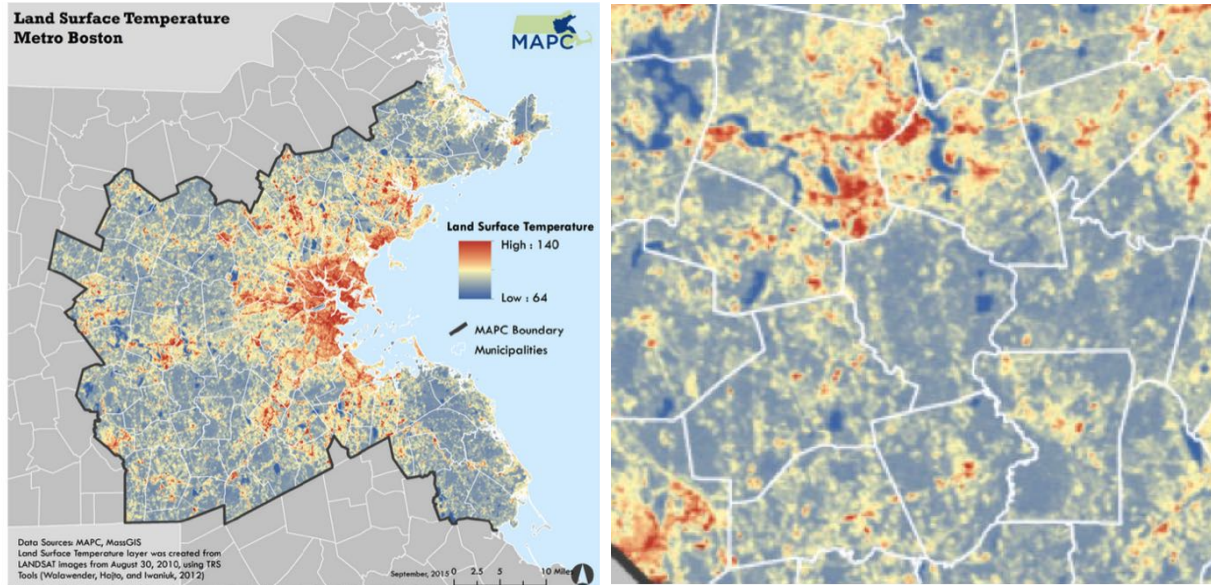 Land Surface Temperature
Metro Boston
MAPC
Land Surface Temperature
High : 140
Low : 64
MAPC Boundary
Municipalities
Data Sources: MAPC, MassGIS
Land Surface Temperature layer was created from
LANDSAT images from August 30, 2010, using TRS
Tools (Walawender, Hajto, and Iwaniuk, 2012)
September, 2015
0 2.5 5 10 Miles